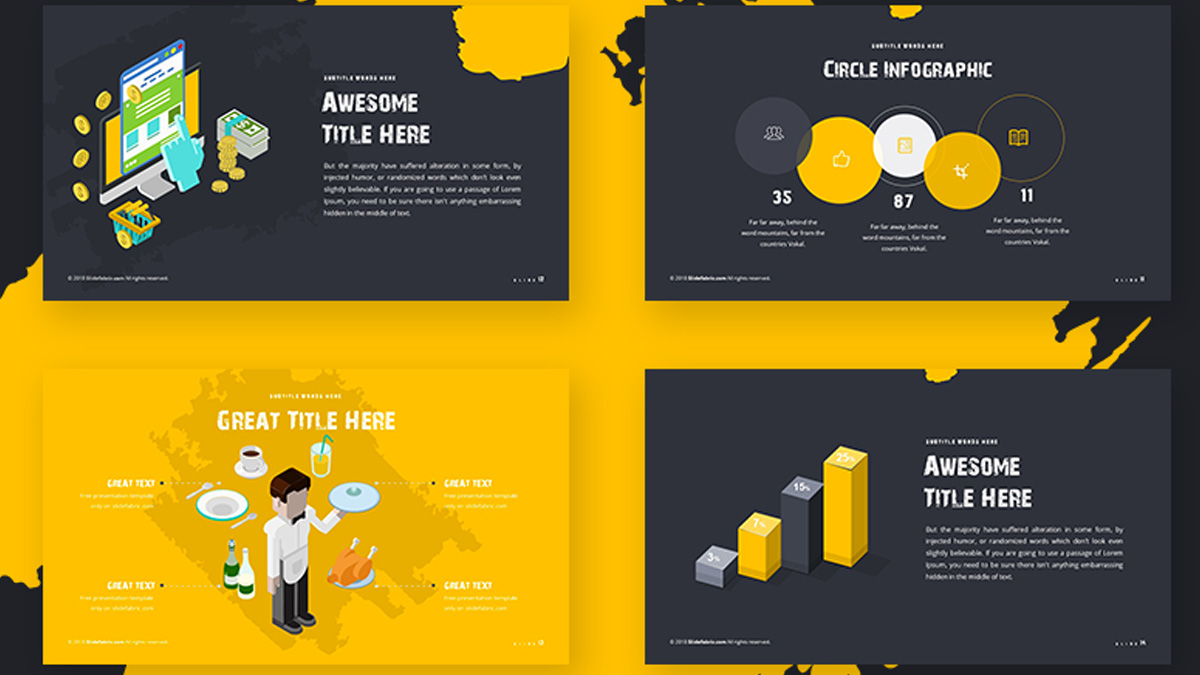 SUBTITLE WORDS HERE
AWESOME
TITLE HERE
But the majority have suffered alteration in some form, by
injected humor, or randomized words which don't look even
slightly believable. If you are going to use a passage of Lorem
Ipsum, you need to be sure there isn't anything embarrassing
hidden in the middle of text.
© 2018 Slidefabric.com All rights reserved.
SLIDE 12
SUBTITLE WORDS HERE
CIRCLE INFOGRAPHIC
35
Far far away, behind the
word mountains, far from the
countries Vokal.
87
Far far away, behind the
word mountains, far from the
countries Vokal.
11
Far far away, behind the
word mountains, far from the
countries Vokal.
© 2018 Slidefabric.com All rights reserved.
SLIDE
SUBTITLE WORDS HERE
GREAT TITLE HERE
GREAT TEXT
Free presentation template
only on slidefabric.com
GREAT TEXT
Free presentation template
only on slidefabric.com
GREAT TEXT
Free presentation template
only on slidefabric.com
GREAT TEXT
Free presentation template
only on slidefabric.com
© 2018 Slidefabric.com All rights reserved.
SLIDE 13
3%
7%
15%
25%
SUBTITLE WORDS HERE
AWESOME
TITLE HERE
But the majority have suffered alteration in some form, by
injected humor, or randomized words which don't look even
slightly believable. If you are going to use a passage of Lorem
Ipsum, you need to be sure there isn't anything embarrassing
hidden in the middle of text.
© 2018 Slidefabric.com All rights reserved.
SLIDE 14